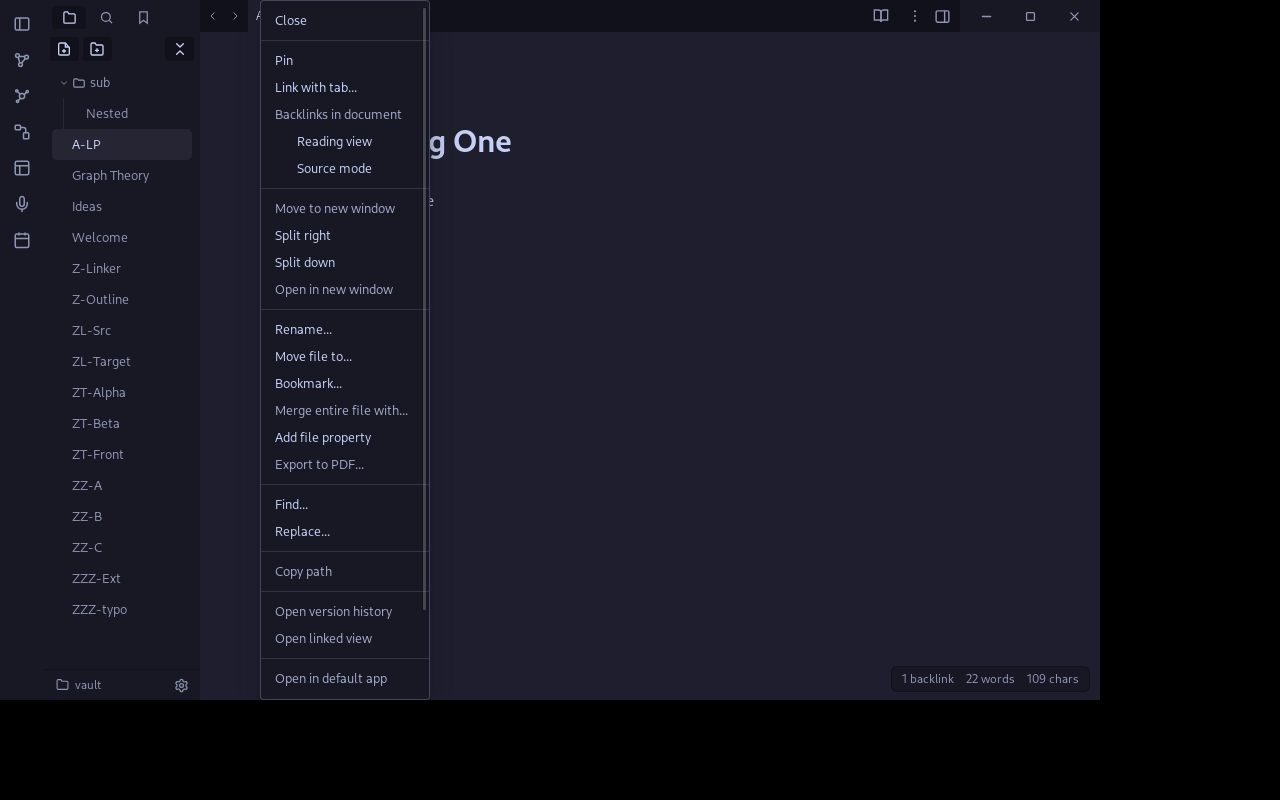 sub
Nested
A-LP
Graph Theory
Ideas
Welcome
Z-Linker
Z-Outline
ZL-Src
ZL-Target
ZT-Alpha
ZT-Beta
ZT-Front
ZZ-A
ZZ-B
ZZ-C
ZZZ-Ext
ZZZ-typo
vault
Close
Pin
Link with tab...
Backlinks in document
Reading view
Source mode
Move to new window
Split right
Split down
Open in new window
Rename...
Move file to...
Bookmark...
Merge entire file with...
Add file property
Export to PDF...
Find...
Replace...
Copy path
Open version history
Open linked view
Open in default app
g One
e
1 backlink 22 words 109 chars